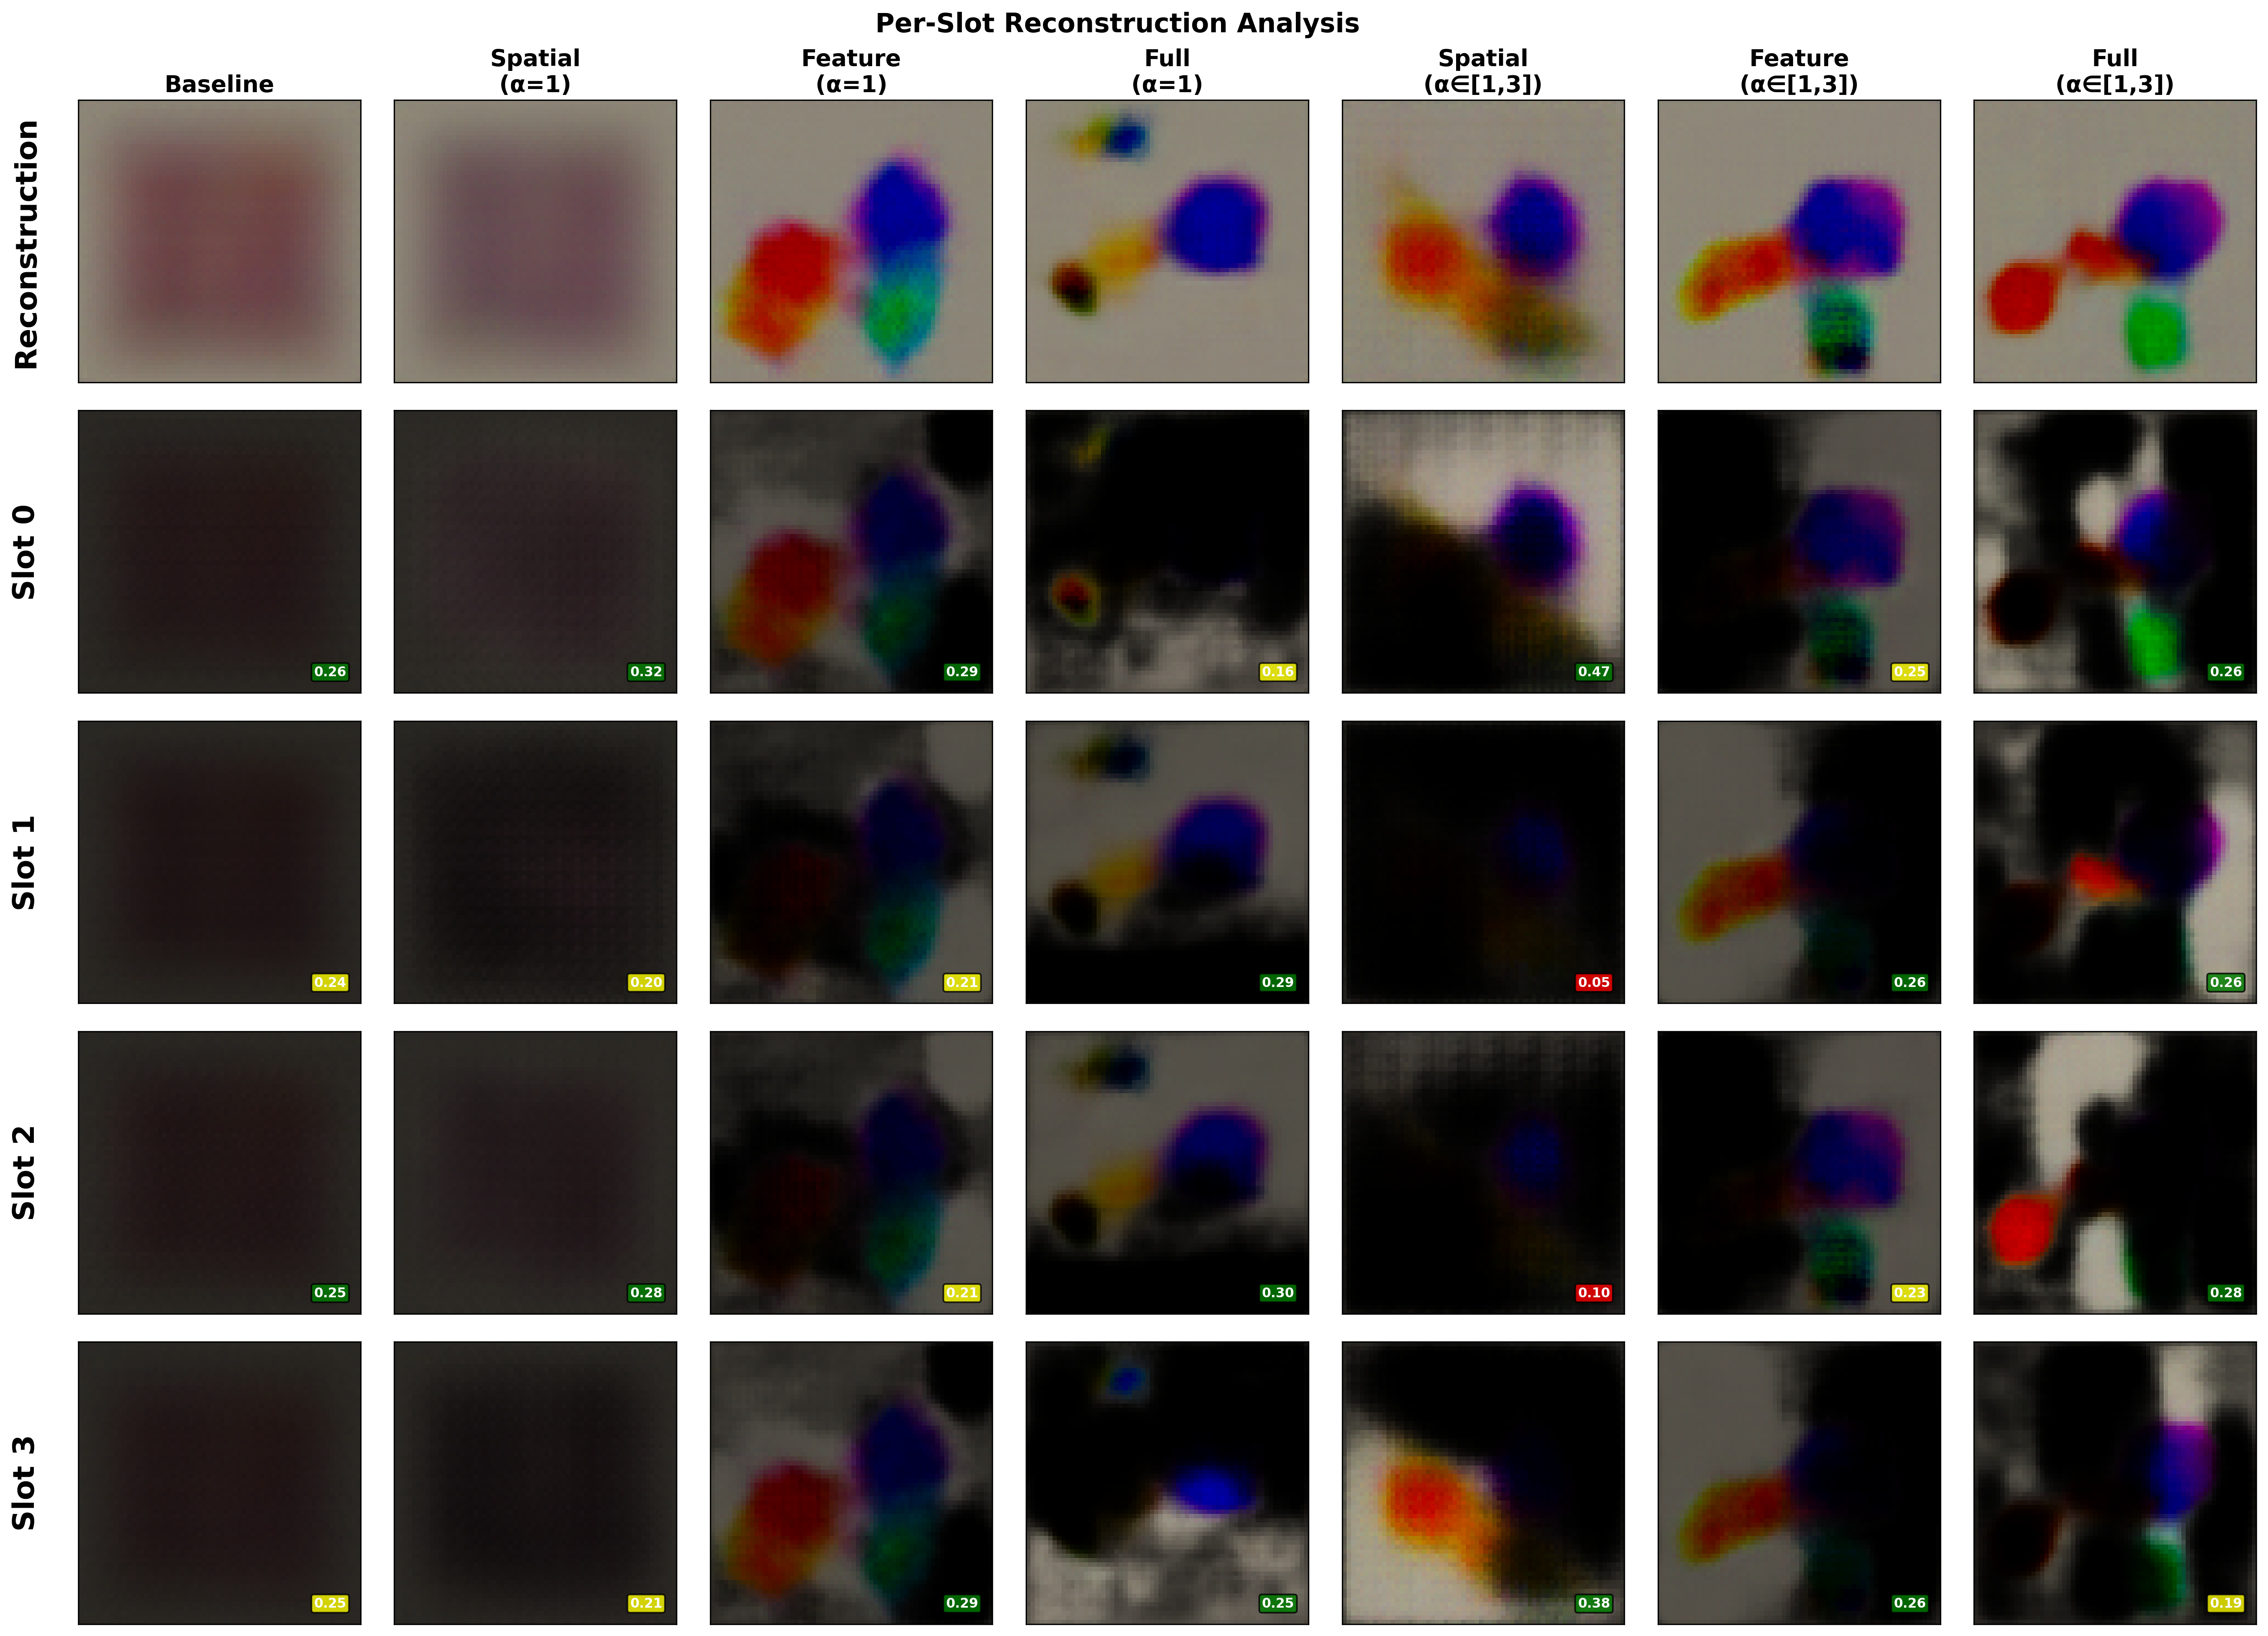 Per-Slot Reconstruction Analysis
Baseline
Spatial
(α=1)
Feature
(α=1)
Full
(α=1)
Spatial
(α∈[1,3])
Feature
(α∈[1,3])
Full
(α∈[1,3])
Reconstruction
Slot 0
0.26
0.32
0.29
0.16
0.47
0.25
0.26
Slot 1
0.24
0.20
0.21
0.29
0.05
0.26
0.26
Slot 2
0.25
0.28
0.21
0.30
0.10
0.23
0.28
Slot 3
0.25
0.21
0.29
0.25
0.38
0.26
0.19